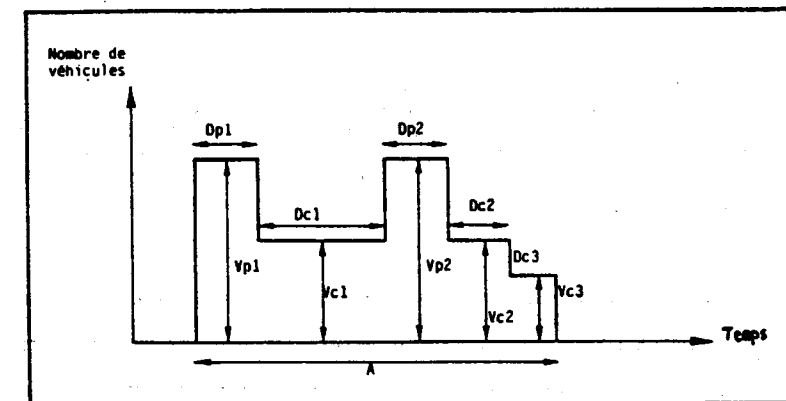 Nombre de
véhicules
Dp1
Dp2
Dc1
Dc2
Dc3
Vp1
Vc1
Vp2
Vc2
Vc3
Temps
A